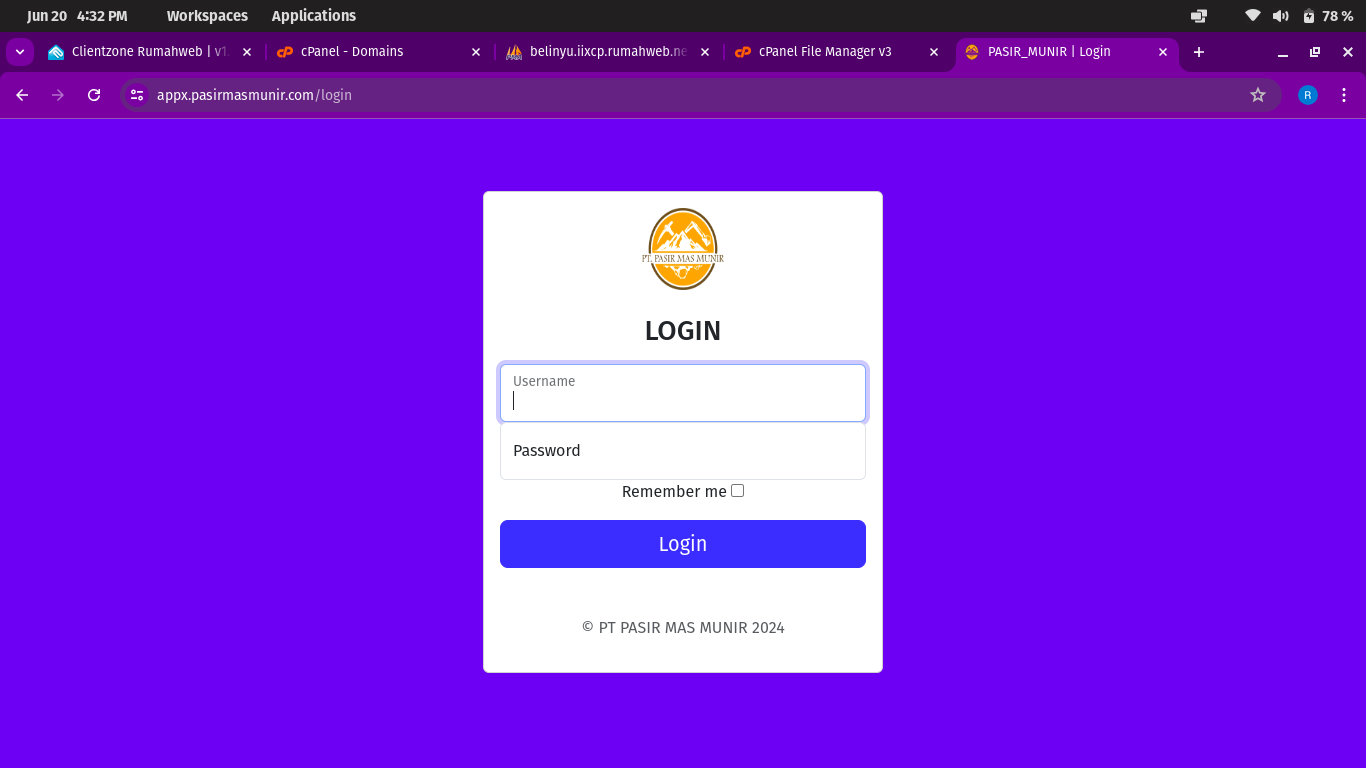 Jun 20 4:32 PM Workspaces Applications 78 %
Clientzone Rumahweb | v1. cPanel - Domains belinyu.iixcp.rumahweb.ne cPanel File Manager v3 PASIR_MUNIR | Login
appx.pasirmasmunir.com/login R
PT. PASIR MAS MUNIR
LOGIN
Username
Password
Remember me
Login
© PT PASIR MAS MUNIR 2024